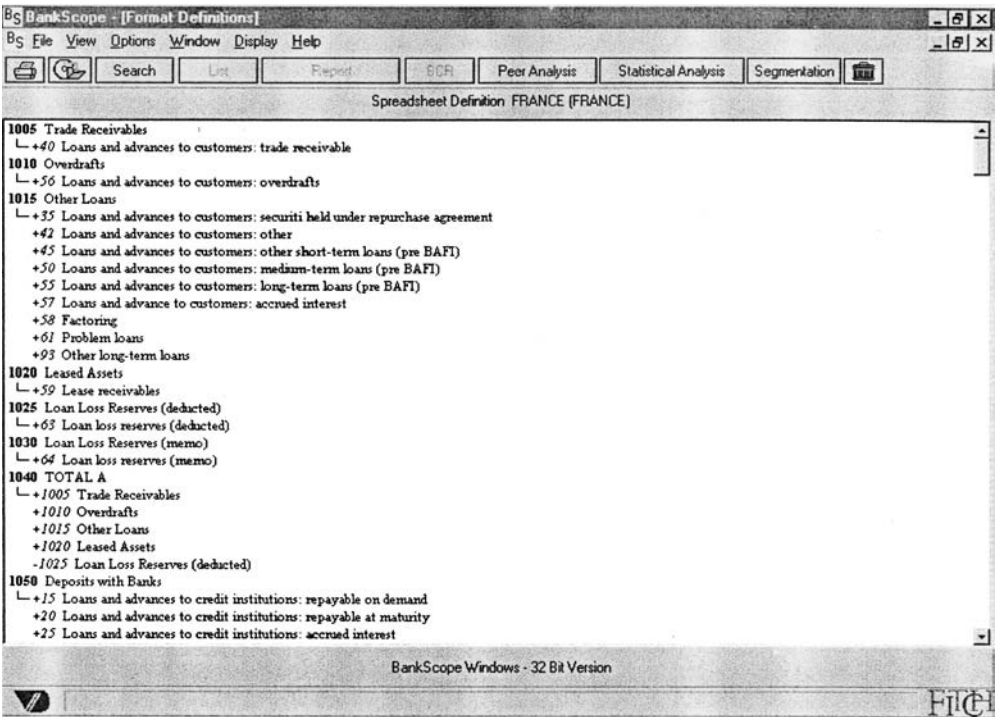 BS BankScope - [Format Definitions]
BS File View Options Window Display Help
Search List Report BCR Peer Analysis Statistical Analysis Segmentation
Spreadsheet Definition FRANCE (FRANCE)
1005 Trade Receivables
+40 Loans and advances to customers: trade receivable
1010 Overdrafts
+56 Loans and advances to customers: overdrafts
1015 Other Loans
+35 Loans and advances to customers: securiti held under repurchase agreement
+42 Loans and advances to customers: other
+45 Loans and advances to customers: other short-term loans (pre BAFI)
+50 Loans and advances to customers: medium-term loans (pre BAFI)
+55 Loans and advances to customers: long-term loans (pre BAFI)
+57 Loans and advance to customers: accrued interest
+58 Factoring
+61 Problem loans
+93 Other long-term loans
1020 Leased Assets
+59 Lease receivables
1025 Loan Loss Reserves (deducted)
+63 Loan loss reserves (deducted)
1030 Loan Loss Reserves (memo)
+64 Loan loss reserves (memo)
1040 TOTAL A
+1005 Trade Receivables
+1010 Overdrafts
+1015 Other Loans
+1020 Leased Assets
-1025 Loan Loss Reserves (deducted)
1050 Deposits with Banks
+15 Loans and advances to credit institutions: repayable on demand
+20 Loans and advances to credit institutions: repayable at maturity
+25 Loans and advances to credit institutions: accrued interest
BankScope Windows - 32 Bit Version
FITCH